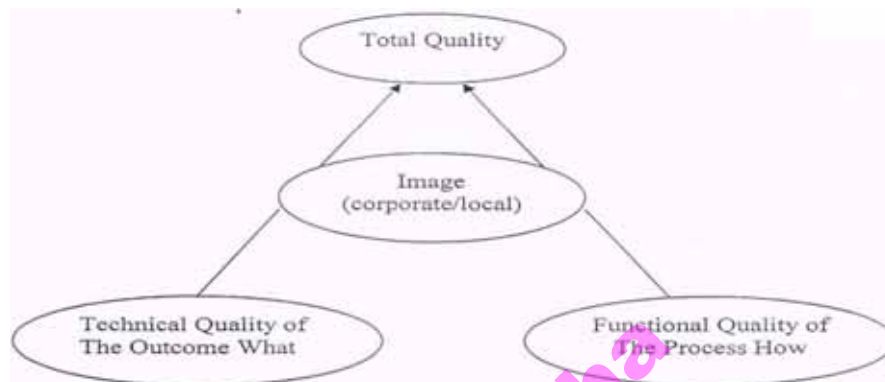 Total Quality
Image
(corporate/local)
Technical Quality of
The Outcome What
Functional Quality of
The Process How